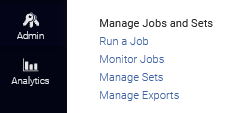 Admin
Analytics
Manage Jobs and Sets
Run a Job
Monitor Jobs
Manage Sets
Manage Exports